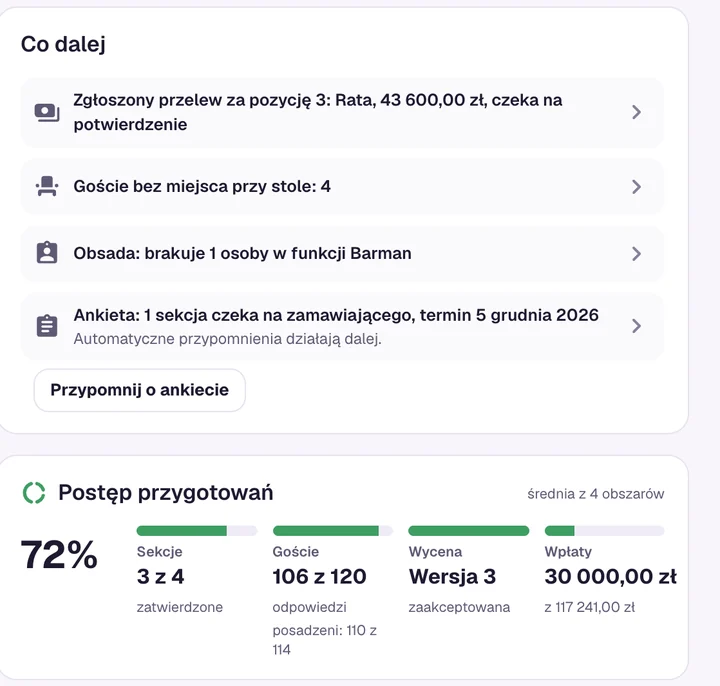 Co dalej
Zgłoszony przelew za pozycję 3: Rata, 43 600,00 zł, czeka na
potwierdzenie
Goście bez miejsca przy stole: 4
Obsada: brakuje 1 osoby w funkcji Barman
Ankieta: 1 sekcja czeka na zamawiającego, termin 5 grudnia 2026
Automatyczne przypomnienia działają dalej.
Przypomnij o ankiecie
Postęp przygotowań
średnia z 4 obszarów
72%
Sekcje
3 z 4
zatwierdzone
Goście
106 z 120
odpowiedzi
posadzeni: 110 z
114
Wycena
Wersja 3
zaakceptowana
Wpłaty
30 000,00 zł
z 117 241,00 zł